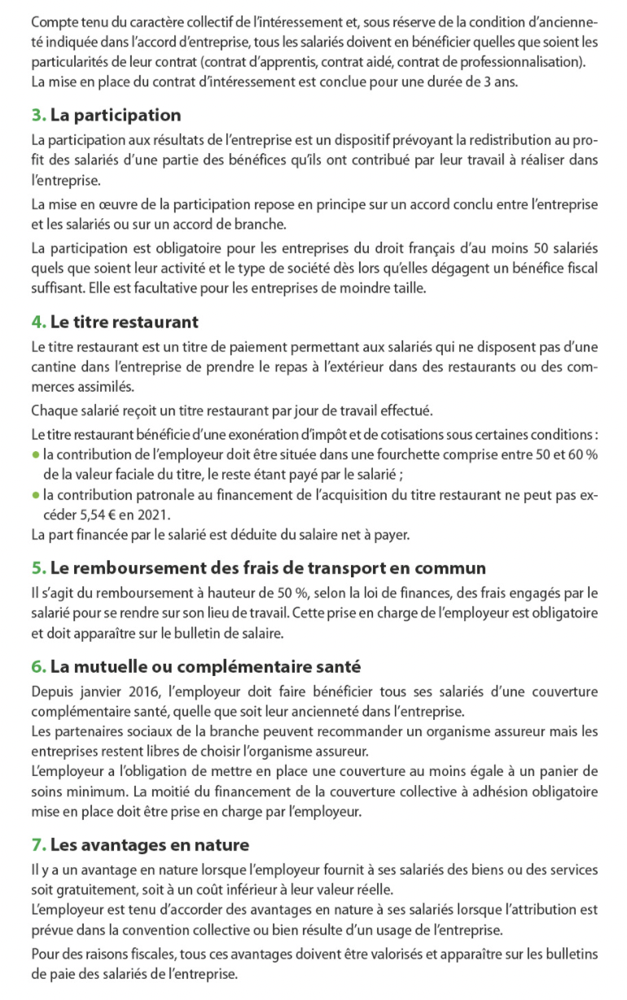 Compte tenu du caractère collectif de l’intéressement et, sous réserve de la condition d’ancienne-
té indiquée dans l’accord d’entreprise, tous les salariés doivent en bénéficier quelles que soient les
particularités de leur contrat (contrat d’apprentis, contrat aidé, contrat de professionnalisation).
La mise en place du contrat d’intéressement est conclue pour une durée de 3 ans.
3. La participation
La participation aux résultats de l’entreprise est un dispositif prévoyant la redistribution au pro-
fit des salariés d’une partie des bénéfices qu’ils ont contribué par leur travail à réaliser dans
l’entreprise.
La mise en œuvre de la participation repose en principe sur un accord conclu entre l’entreprise
et les salariés ou sur un accord de branche.
La participation est obligatoire pour les entreprises du droit français d’au moins 50 salariés
quels que soient leur activité et le type de société dès lors qu’elles dégagent un bénéfice fiscal
suffisant. Elle est facultative pour les entreprises de moindre taille.
4. Le titre restaurant
Le titre restaurant est un titre de paiement permettant aux salariés qui ne disposent pas d’une
cantine dans l’entreprise de prendre le repas à l’extérieur dans des restaurants ou des com-
merces assimilés.
Chaque salarié reçoit un titre restaurant par jour de travail effectué.
Le titre restaurant bénéficie d’une exonération d’impôt et de cotisations sous certaines conditions :
● la contribution de l’employeur doit être située dans une fourchette comprise entre 50 et 60 %
de la valeur faciale du titre, le reste étant payé par le salarié ;
● la contribution patronale au financement de l’acquisition du titre restaurant ne peut pas ex-
céder 5,54 € en 2021.
La part financée par le salarié est déduite du salaire net à payer.
5. Le remboursement des frais de transport en commun
Il s’agit du remboursement à hauteur de 50 %, selon la loi de finances, des frais engagés par le
salarié pour se rendre sur son lieu de travail. Cette prise en charge de l’employeur est obligatoire
et doit apparaître sur le bulletin de salaire.
6. La mutuelle ou complémentaire santé
Depuis janvier 2016, l’employeur doit faire bénéficier tous ses salariés d’une couverture
complémentaire santé, quelle que soit leur ancienneté dans l’entreprise.
Les partenaires sociaux de la branche peuvent recommander un organisme assureur mais les
entreprises restent libres de choisir l’organisme assureur.
L’employeur a l’obligation de mettre en place une couverture au moins égale à un panier de
soins minimum. La moitié du financement de la couverture collective à adhésion obligatoire
mise en place doit être prise en charge par l’employeur.
7. Les avantages en nature
Il y a un avantage en nature lorsque l’employeur fournit à ses salariés des biens ou des services
soit gratuitement, soit à un coût inférieur à leur valeur réelle.
L’employeur est tenu d’accorder des avantages en nature à ses salariés lorsque l’attribution est
prévue dans la convention collective ou bien résulte d’un usage de l’entreprise.
Pour des raisons fiscales, tous ces avantages doivent être valorisés et apparaître sur les bulletins
de paie des salariés de l’entreprise.